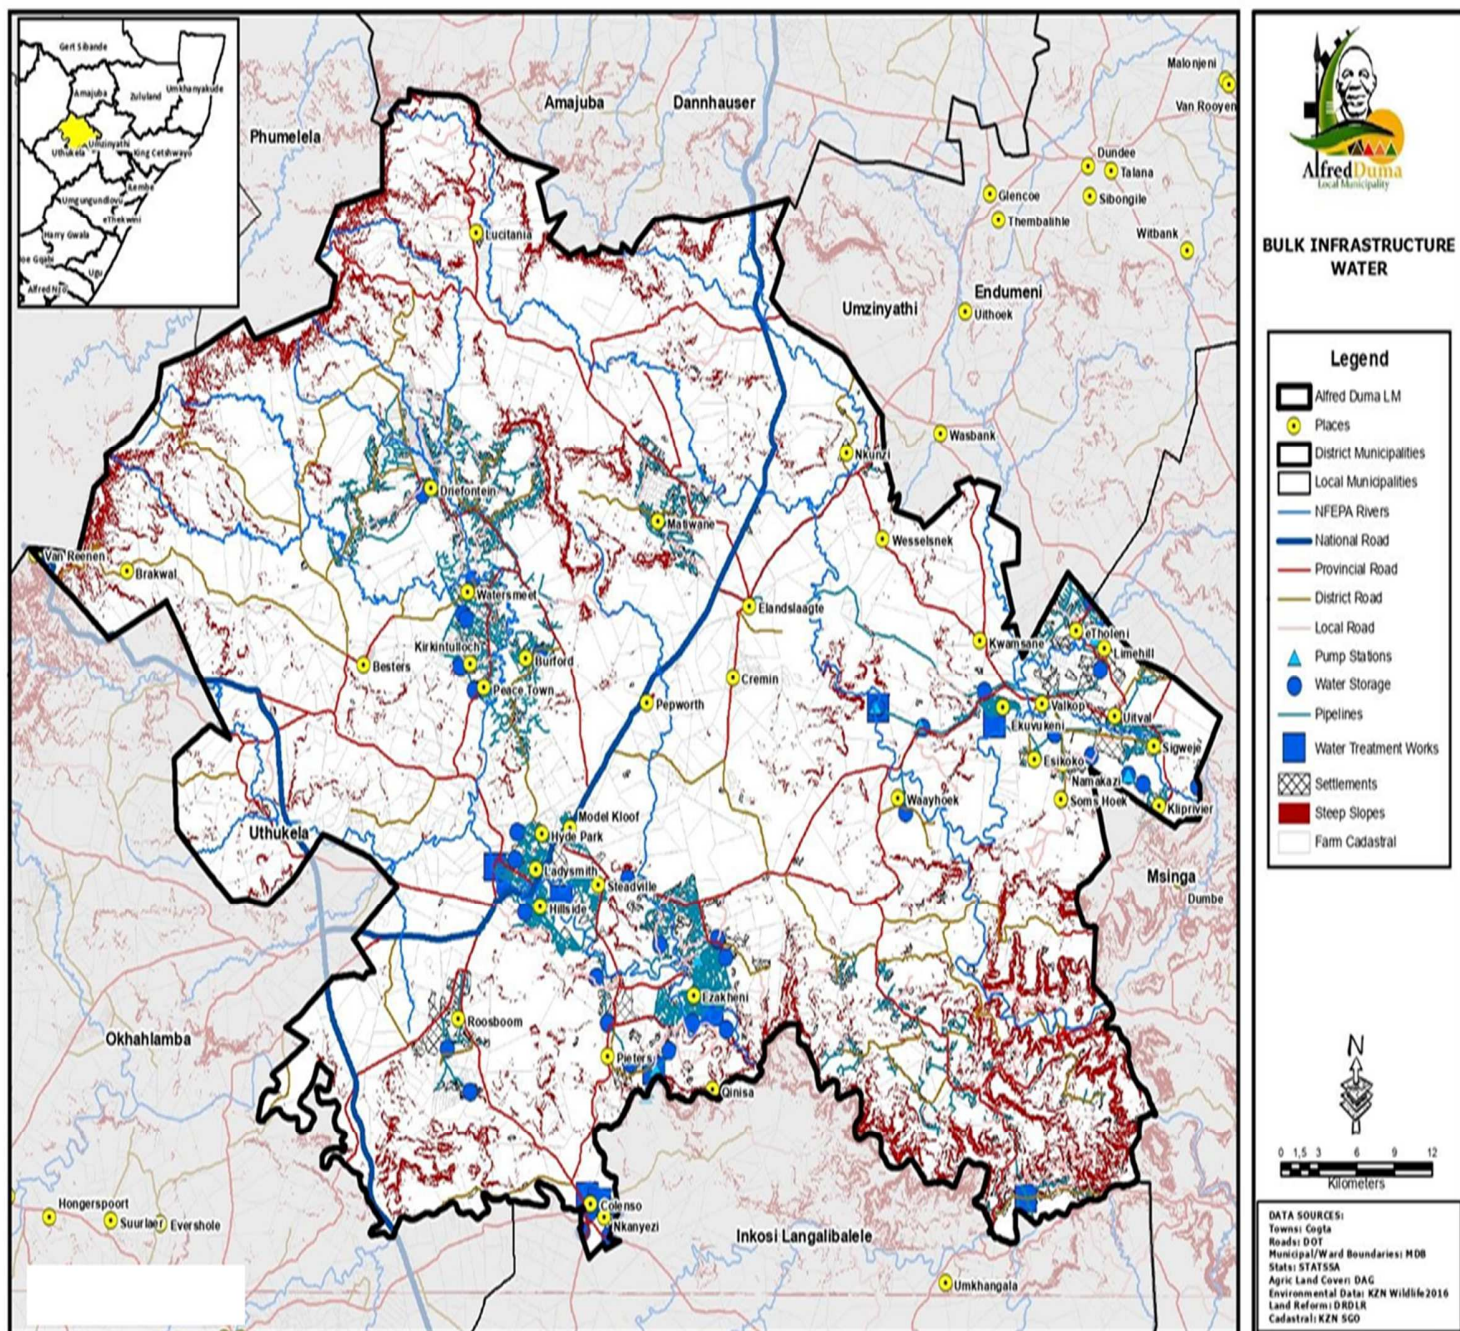 Gert Sibande
Amajuba
Zululand
Umkhanyakude
Umzinyathi
Uthukela
King Cetshwayo
iLembe
Umgungundlovu
eThekwini
Harry Gwala
Joe Gqabi
Ugu
Alfred Nzo
Phumelela
Amajuba
Dannhauser
Malonjeni
Van Rooyen
Dundee
Talana
Glencoe
Sibongile
Thembalihle
Witbank
Lucitania
Endumeni
Umzinyathi
Uithoek
Wasbank
Nkunzi
Driefontein
Matiwane
Wesselsnek
Van Reenen
Brakwal
Watersmeet
Elandslaagte
eTholeni
Kwamsane
Limehill
Kirkintulloch
Burford
Besters
Cremin
Peace Town
Pepworth
Valkop
Uitval
Ekuvukeni
Sigweje
Esikoko
Namakazi
Waayhoek
Soms Hoek
Kliprivier
Model Kloof
Uthukela
Hyde Park
Ladysmith
Steadville
Msinga
Hillside
Dumbe
Ezakheni
Roosboom
Okhahlamba
Pieters
Qinisa
Colenso
Hongerspoort
Suurlaer
Evershole
Nkanyezi
Inkosi Langalibalele
Umkhangala
AlfredDuma
Local Municipality
BULK INFRASTRUCTURE
WATER
Legend
Alfred Duma LM
Places
District Municipalities
Local Municipalities
NFEPA Rivers
National Road
Provincial Road
District Road
Local Road
Pump Stations
Water Storage
Pipelines
Water Treatment Works
Settlements
Steep Slopes
Farm Cadastral
N
0 1,5 3 6 9 12
Kilometers
DATA SOURCES:
Towns: Cogta
Roads: DOT
Municipal/Ward Boundaries: MDB
Stats: STATSSA
Agric Land Cover: DAG
Environmental Data: KZN Wildlife2016
Land Reform: DRDLR
Cadastral: KZN SGO